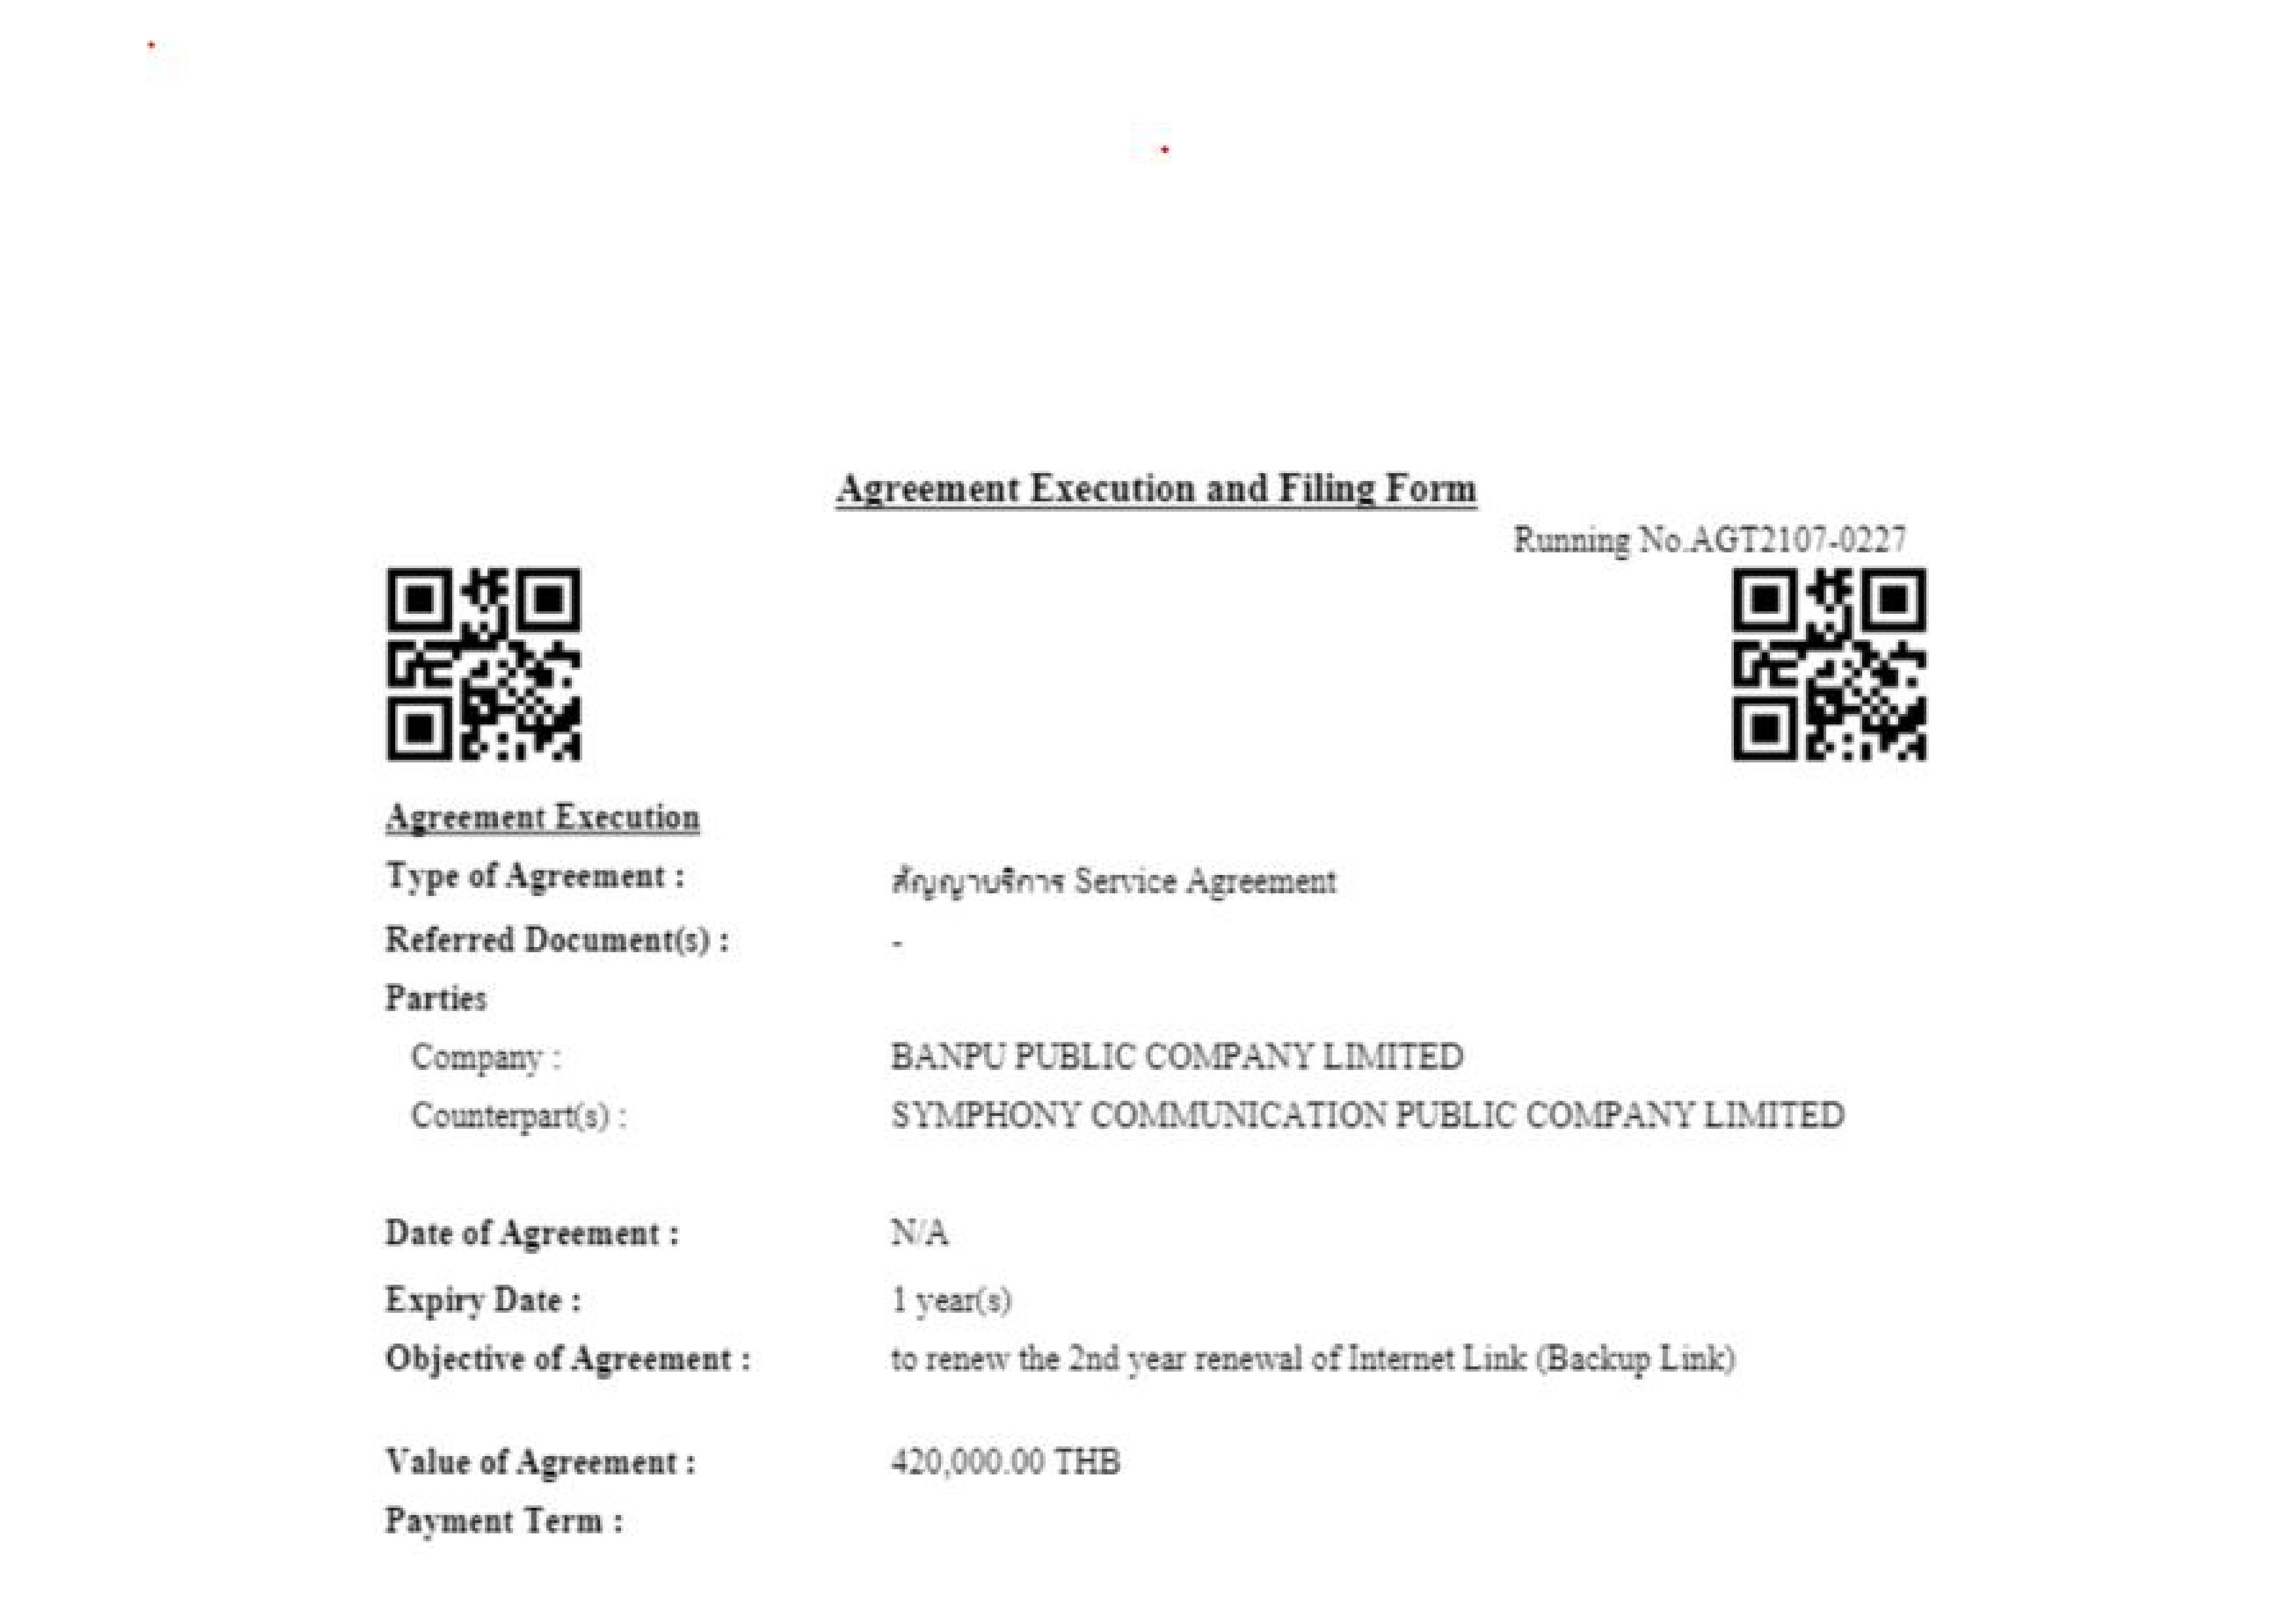 Agreement Execution and Filing Form
Running No.AGT2107-0227
Agreement Execution
Type of Agreement : สัญญาบริการ Service Agreement
Referred Document(s) : -
Parties
Company : BANPU PUBLIC COMPANY LIMITED
Counterpart(s) : SYMPHONY COMMUNICATION PUBLIC COMPANY LIMITED
Date of Agreement : N/A
Expiry Date : 1 year(s)
Objective of Agreement : to renew the 2nd year renewal of Internet Link (Backup Link)
Value of Agreement : 420,000.00 THB
Payment Term :